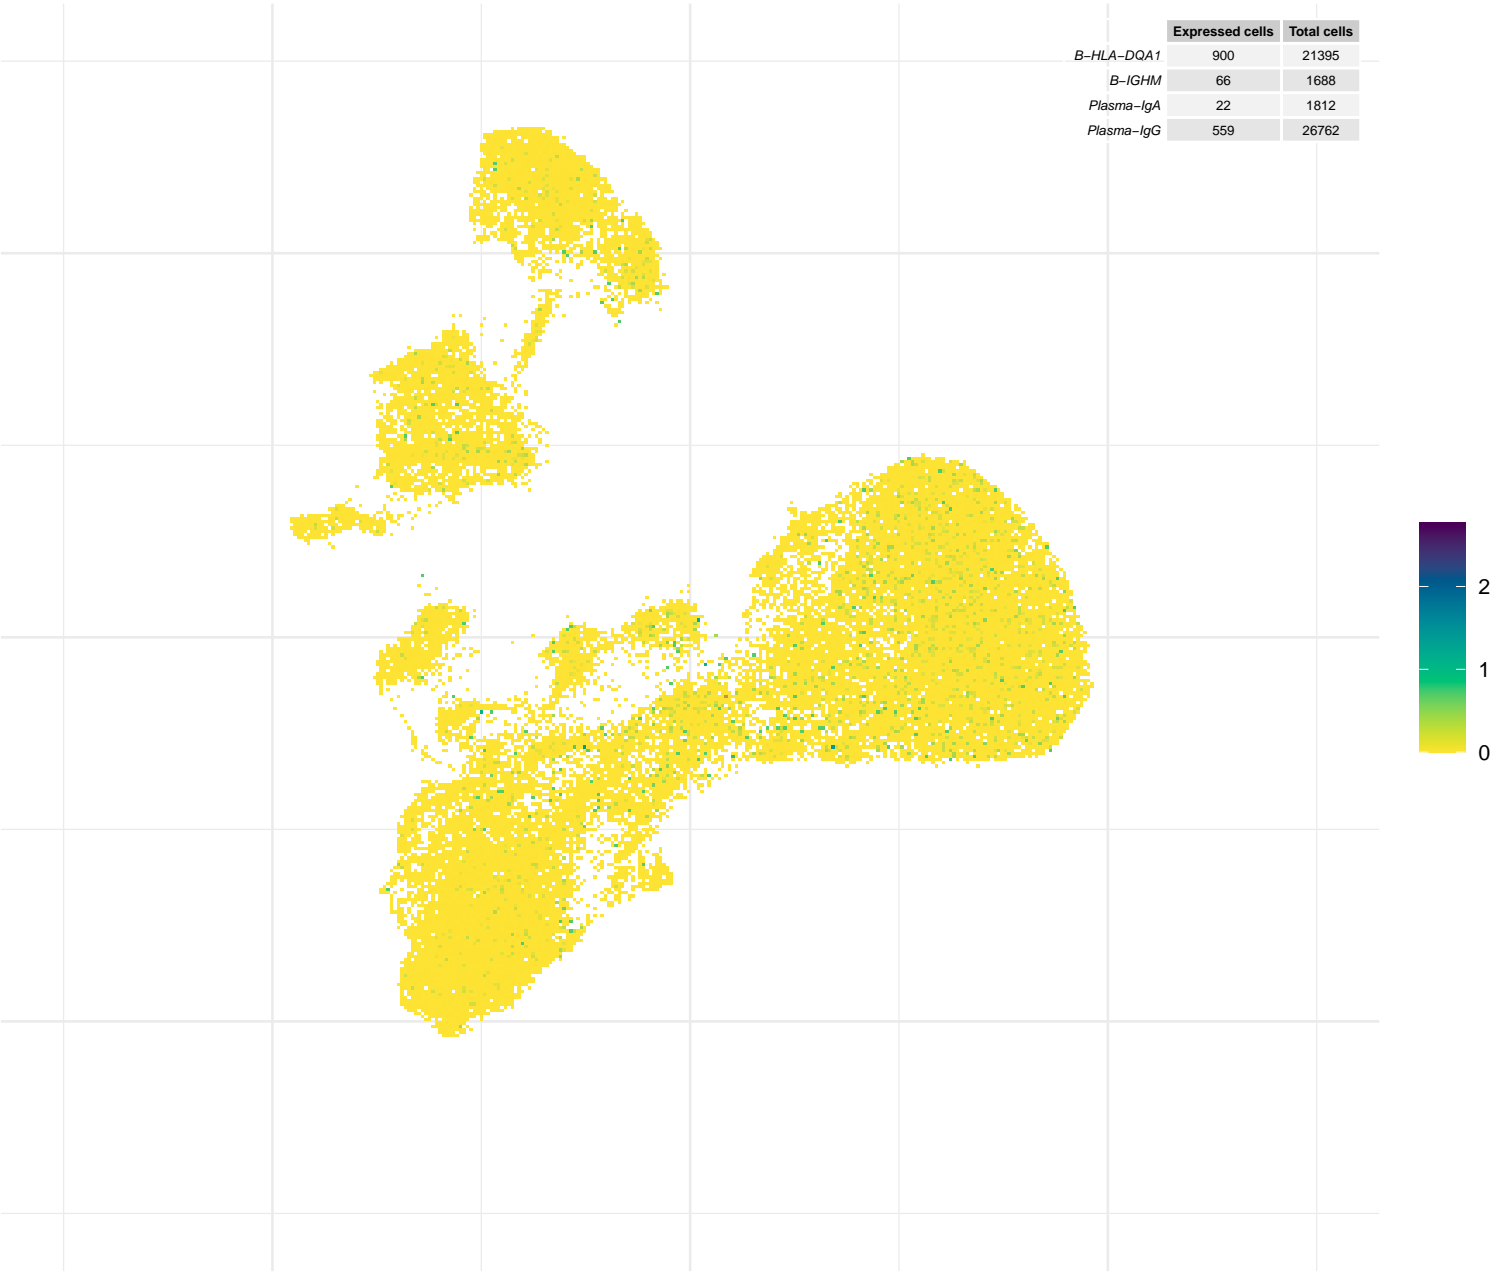 Expressed cells Total cells
B−HLA−DQA1 900 21395
B−IGHM 66 1688
Plasma−IgA 22 1812
Plasma−IgG 559 26762
2
1
0